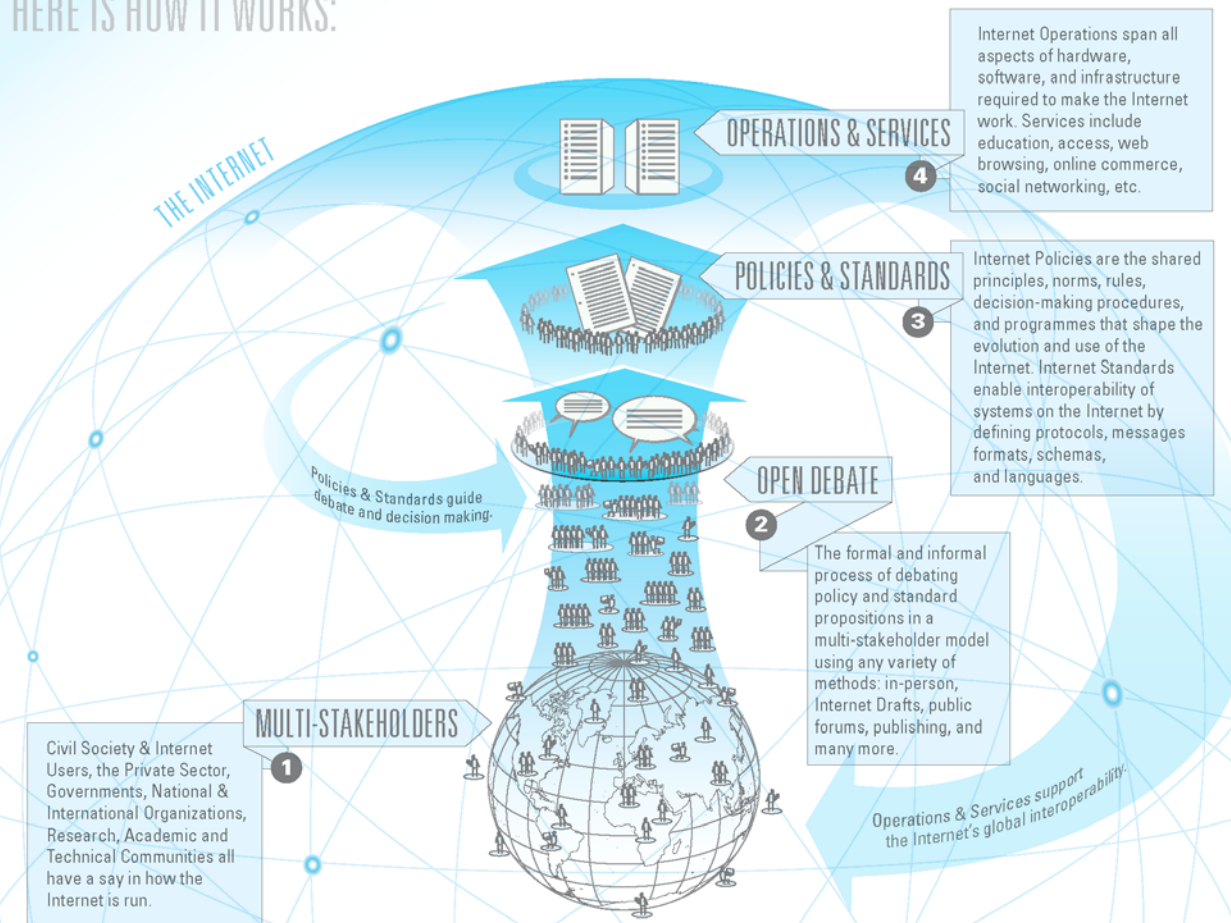 HERE IS HOW IT WORKS:
THE INTERNET
OPERATIONS & SERVICES
4
Internet Operations span all
aspects of hardware,
software, and infrastructure
required to make the Internet
work. Services include
education, access, web
browsing, online commerce,
social networking, etc.
POLICIES & STANDARDS
3
Internet Policies are the shared
principles, norms, rules,
decision-making procedures,
and programmes that shape the
evolution and use of the
Internet. Internet Standards
enable interoperability of
systems on the Internet by
defining protocols, messages
formats, schemas,
and languages.
Policies & Standards guide
debate and decision making.
OPEN DEBATE
2
The formal and informal
process of debating
policy and standard
propositions in a
multi-stakeholder model
using any variety of
methods: in-person,
Internet Drafts, public
forums, publishing, and
many more.
MULTI-STAKEHOLDERS
1
Civil Society & Internet
Users, the Private Sector,
Governments, National &
International Organizations,
Research, Academic and
Technical Communities all
have a say in how the
Internet is run.
Operations & Services support
the Internet's global interoperability.